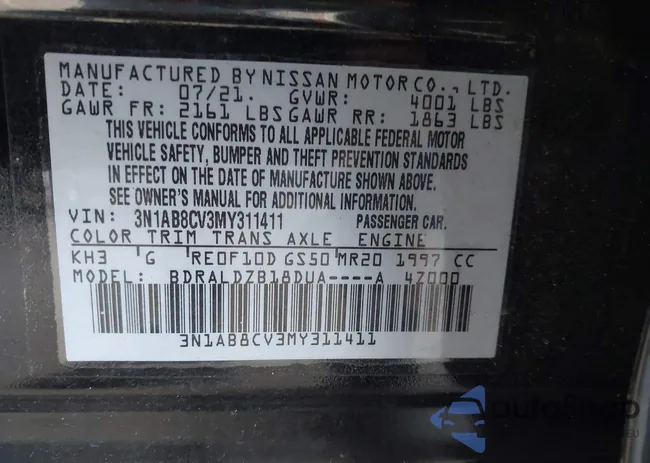 MANUFACTURED BY NISSAN MOTOR CO., LTD.
DATE: 07/21. GVWR: 4001 LBS
GAWR FR: 2161 LBS GAWR RR: 1863 LBS
THIS VEHICLE CONFORMS TO ALL APPLICABLE FEDERAL MOTOR
VEHICLE SAFETY, BUMPER AND THEFT PREVENTION STANDARDS
IN EFFECT ON THE DATE OF MANUFACTURE SHOWN ABOVE.
SEE OWNER'S MANUAL FOR ADDITIONAL INFORMATION.
VIN: 3N1AB8CV3MY311411 PASSENGER CAR.
COLOR TRIM TRANS AXLE ENGINE
KH3 G RE0F10D GS50 MR20 1997 CC
MODEL: BDRALDZB18DUA----A 4Z000
3N1AB8CV3MY311411